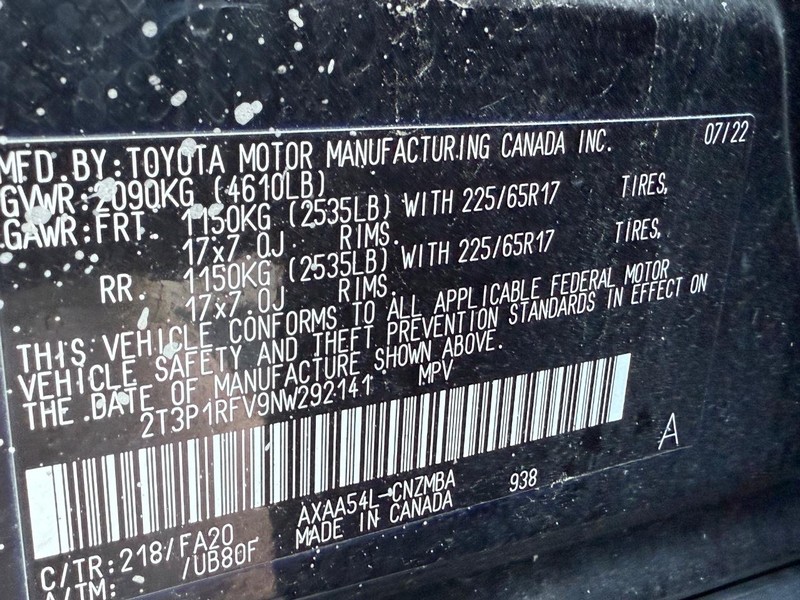 07/22
MFD.BY:TOYOTA MOTOR MANUFACTURING CANADA INC.
GVWR:2090KG (4610LB)
GAWR:FRT. 1150KG (2535LB) WITH 225/65R17 TIRES,
17x7.0J RIMS.
RR. 1150KG (2535LB) WITH 225/65R17 TIRES,
17x7.0J RIMS.
THIS VEHICLE CONFORMS TO ALL APPLICABLE FEDERAL MOTOR
VEHICLE SAFETY AND THEFT PREVENTION STANDARDS IN EFFECT ON
THE DATE OF MANUFACTURE SHOWN ABOVE.
2T3P1RFV9NW292141 MPV
A
AXAA54L-CNZMBA 938
MADE IN CANADA
C/TR:218/FA20
A/TM: /UB80F